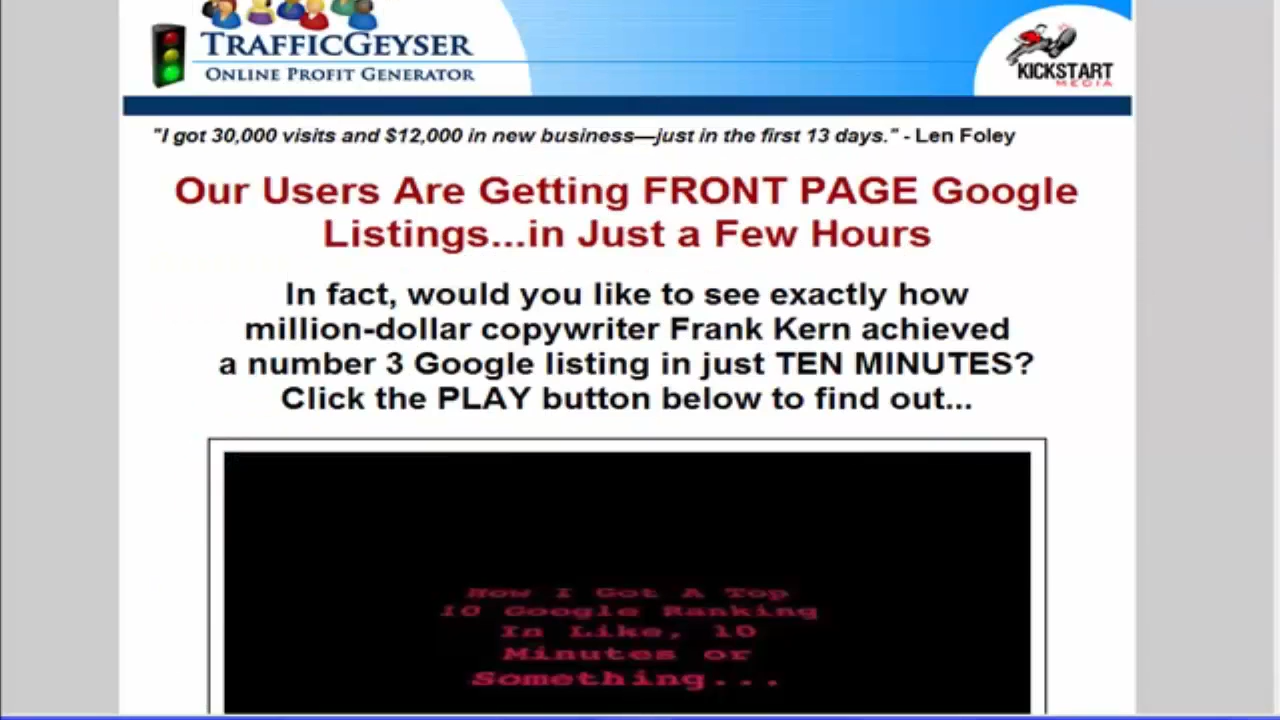 TRAFFICGEYSER
ONLINE PROFIT GENERATOR
KICKSTART
MEDIA
"I got 30,000 visits and $12,000 in new business—just in the first 13 days." - Len Foley
Our Users Are Getting FRONT PAGE Google
Listings...in Just a Few Hours
In fact, would you like to see exactly how
million-dollar copywriter Frank Kern achieved
a number 3 Google listing in just TEN MINUTES?
Click the PLAY button below to find out...
How I Got A Top
10 Google Ranking
In Like, 10
Minutes or
Something...